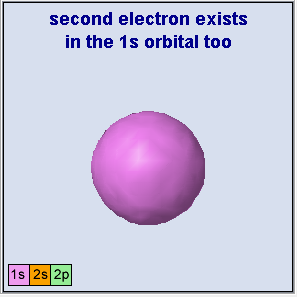 second electron exists
in the 1s orbital too
1s 2s 2p